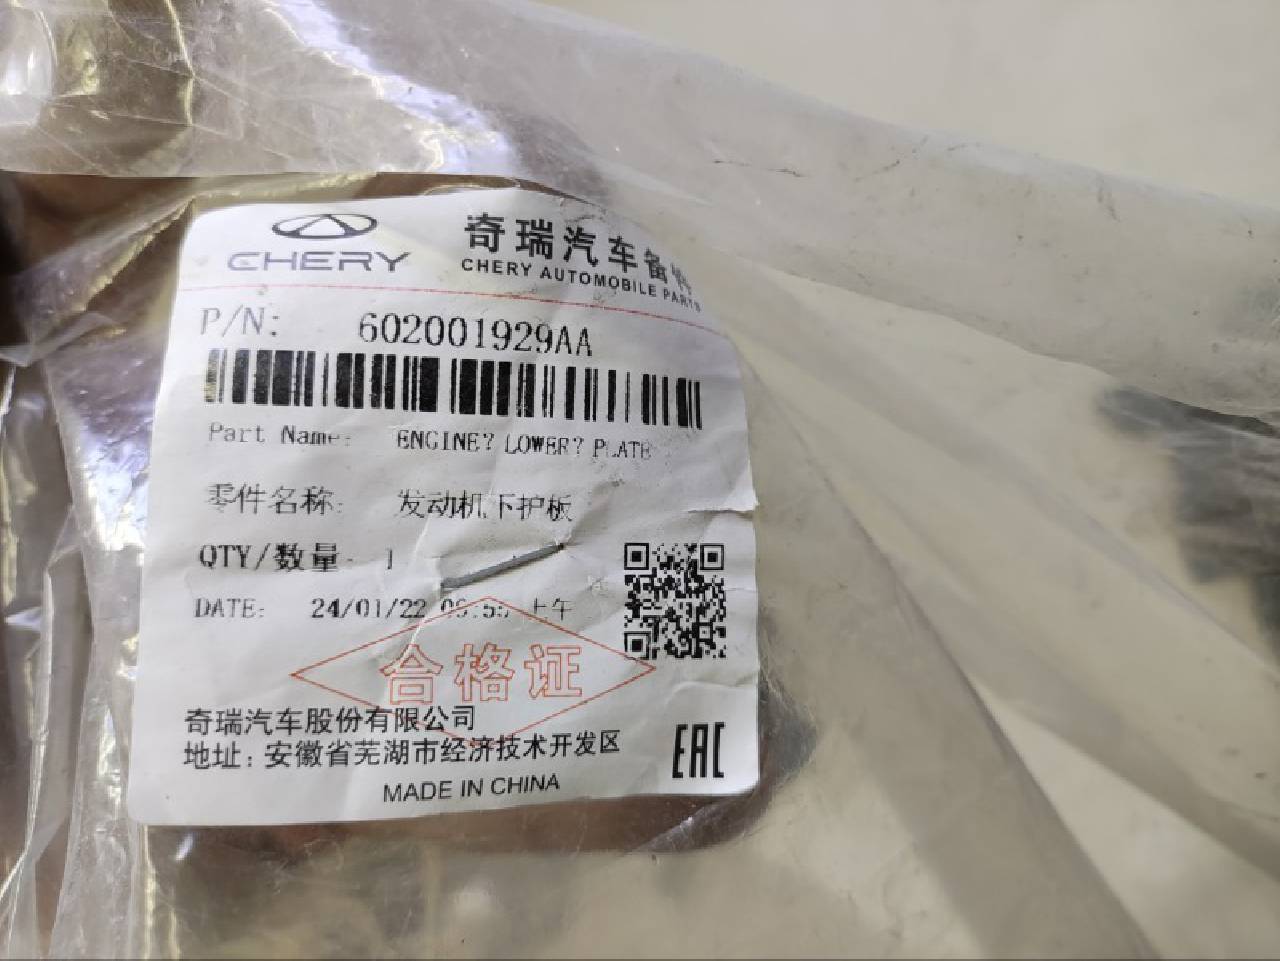 CHERY
奇瑞汽车备件
CHERY AUTOMOBILE PARTS
P/N: 602001929AA
Part Name: ENGINE? LOWER? PLATE
零件名称: 发动机下护板
QTY/数量: 1
DATE: 24/01/22 上午
合格证
奇瑞汽车股份有限公司
地址:安徽省芜湖市经济技术开发区
EAC
MADE IN CHINA